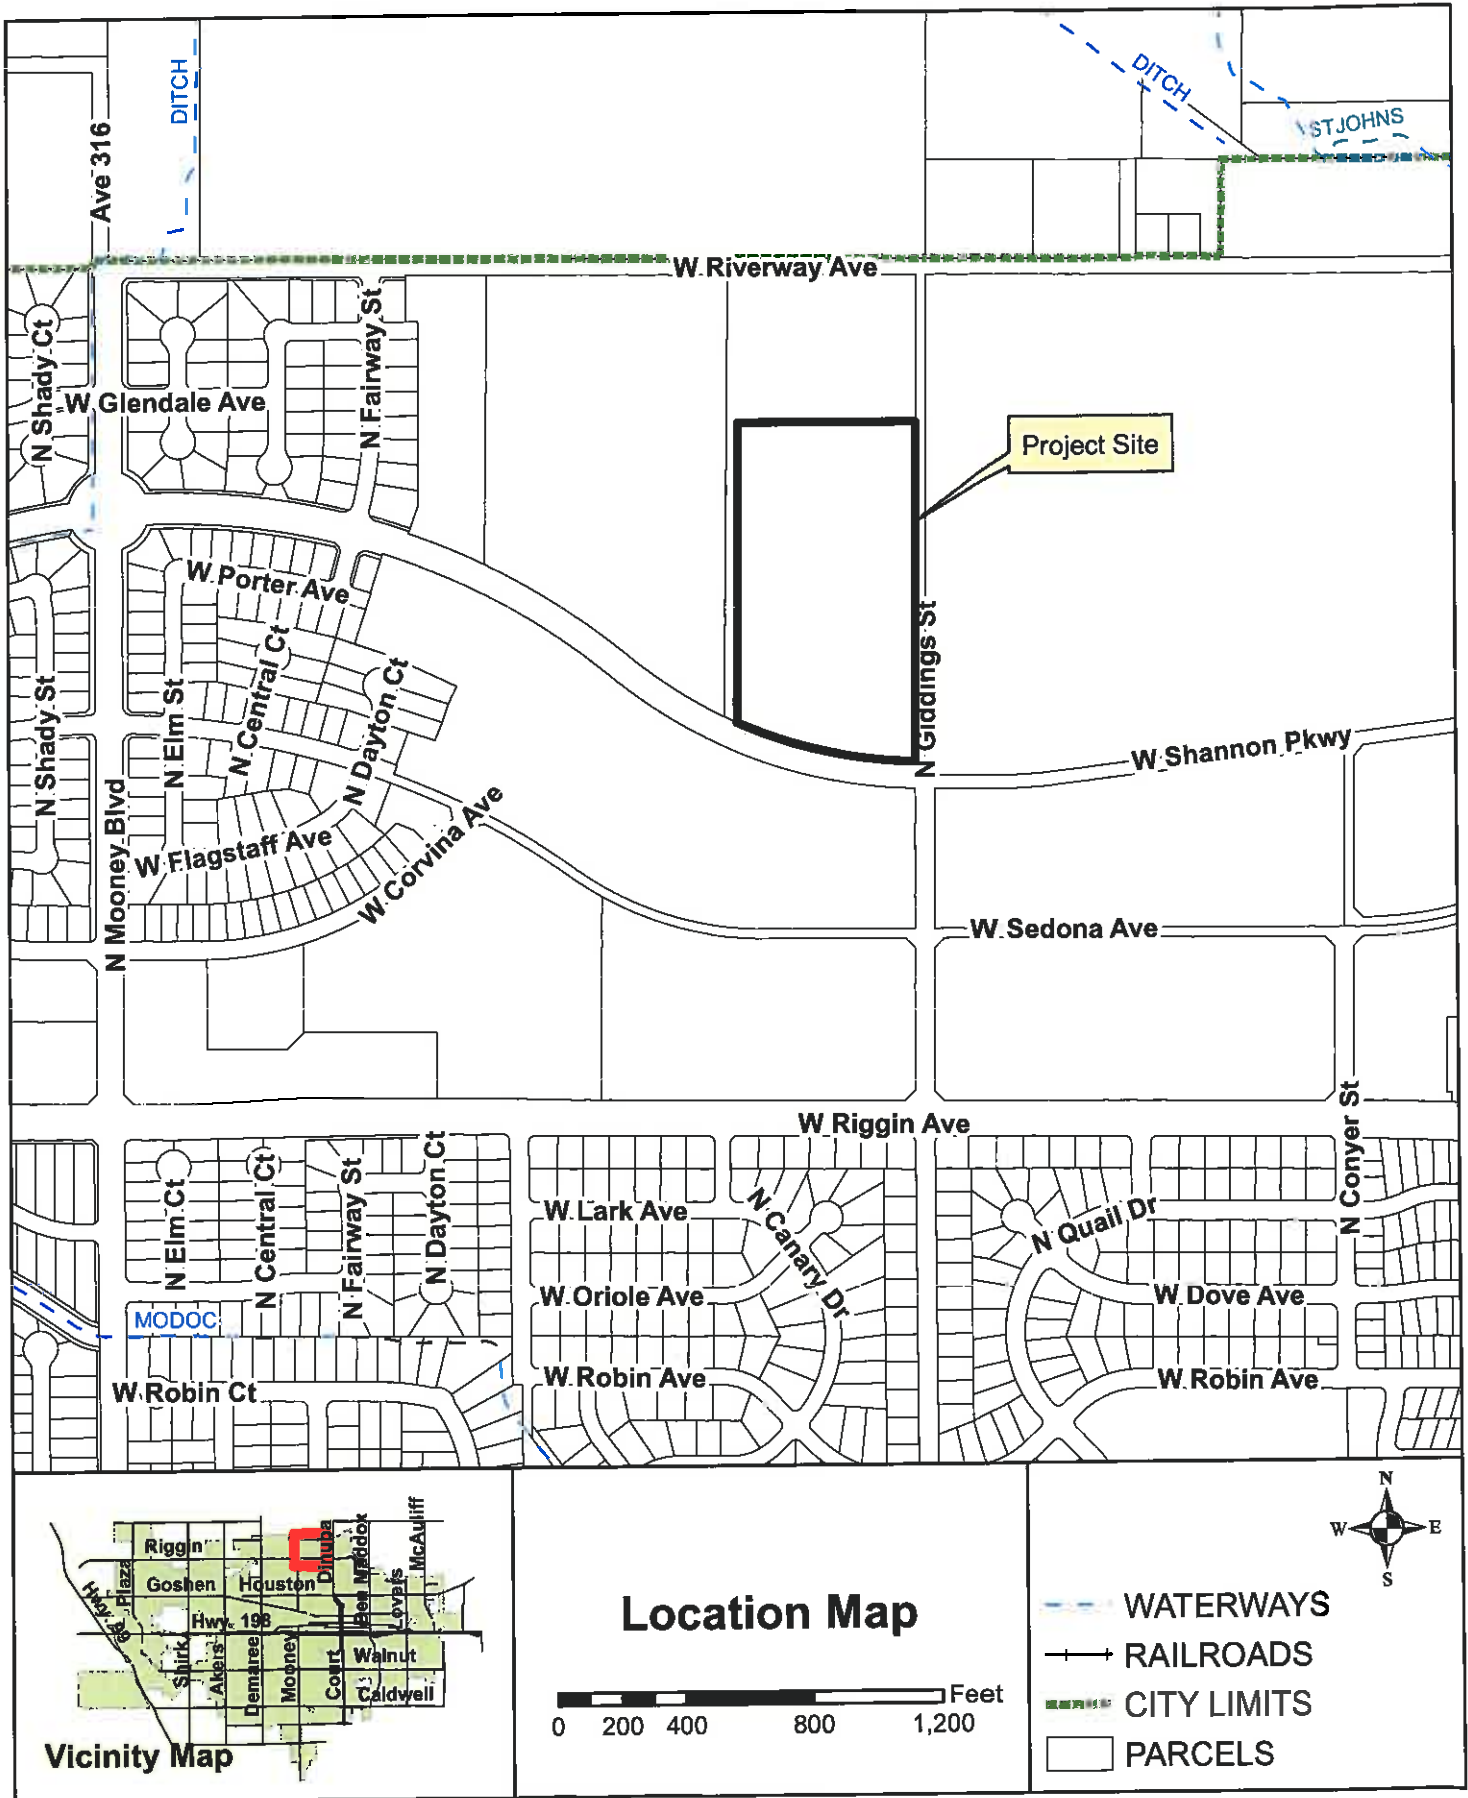 DITCH
DITCH
STJOHNS
Ave 316
W Riverway Ave
N Shady Ct
W Glendale Ave
N Fairway St
Project Site
W Porter Ave
N Shady St
N Elm St
N Central Ct
N Dayton Ct
N Giddings St
W Shannon Pkwy
N Mooney Blvd
W Flagstaff Ave
W Corvina Ave
W Sedona Ave
W Riggin Ave
N Elm Ct
N Central Ct
N Fairway St
N Dayton Ct
W Lark Ave
N Canary Dr
N Quail Dr
N Conyer St
W Oriole Ave
W Dove Ave
MODOC
W Robin Ct
W Robin Ave
W Robin Ave
Riggin
Plaza
Goshen
Houston
Dinuba
Ben Maddox
McAuliff
Lovers
Hwy. 99
Hwy. 198
Shirk
Akers
Demaree
Mooney
Court
Walnut
Caldwell
Vicinity Map
Location Map
Feet
0 200 400 800 1,200
N
W E
S
WATERWAYS
RAILROADS
CITY LIMITS
PARCELS